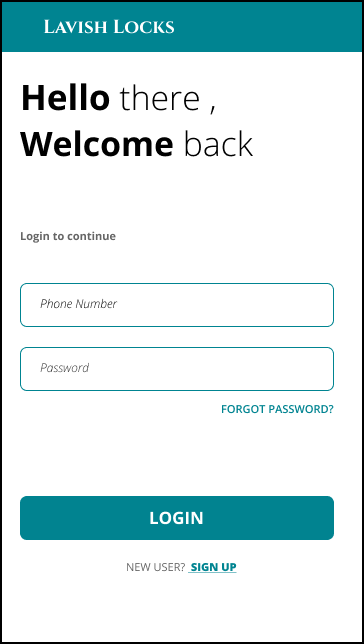 Lavish Locks
Hello there ,
Welcome back
Login to continue
Phone Number
Password
FORGOT PASSWORD?
LOGIN
NEW USER? SIGN UP